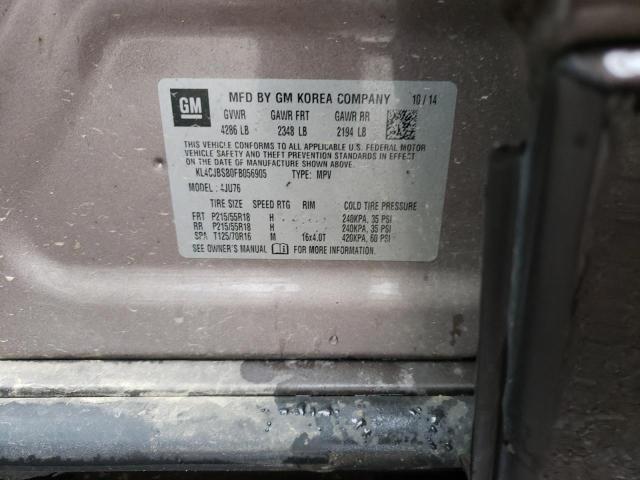 GM
MFD BY GM KOREA COMPANY 10/14
GVWR GAWR FRT GAWR RR
4286 LB 2348 LB 2194 LB
THIS VEHICLE CONFORMS TO ALL APPLICABLE U.S. FEDERAL MOTOR
VEHICLE SAFETY AND THEFT PREVENTION STANDARDS IN EFFECT
ON THE DATE OF MANUFACTURE SHOWN ABOVE.
KL4CJBSB0FB056905 TYPE: MPV
MODEL: 4JU76
TIRE SIZE SPEED RTG RIM COLD TIRE PRESSURE
FRT P215/55R18 H 240KPA, 35 PSI
RR P215/55R18 H 240KPA, 35 PSI
SPA T125/70R16 M 16x4.0T 420KPA, 60 PSI
SEE OWNER'S MANUAL FOR MORE INFORMATION.